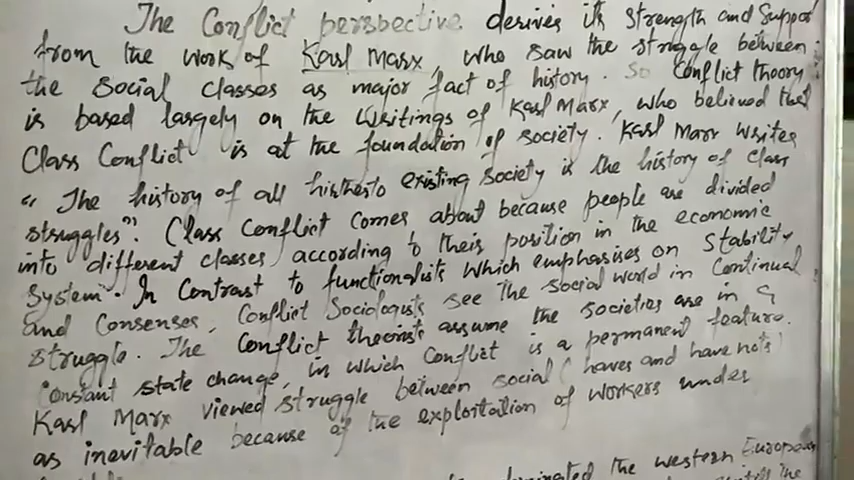 The Conflict perspective derives its strength and Suppor
from the work of Karl Marx, who saw the struggle between
the Social classes as major fact of history. So Conflict theory
is based largely on the writings of Karl Marx, who believed that
Class Conflict is at the foundation of society. Karl Marx writes
" The history of all hitherto existing society is the history of class
struggles". Class Conflict comes about because people are divided
into different classes according to their position in the economic
system. In Contrast to functionalists which emphasises on Stability
and Consenses, Conflict Sociologists see the social world in Continual
struggle. The Conflict theorists assume the societies are in a
Constant state change, in which Conflict is a permanent feature.
Karl Marx viewed struggle between social (haves and have nots)
as inevitable because of the exploitation of workers under
the western European
the